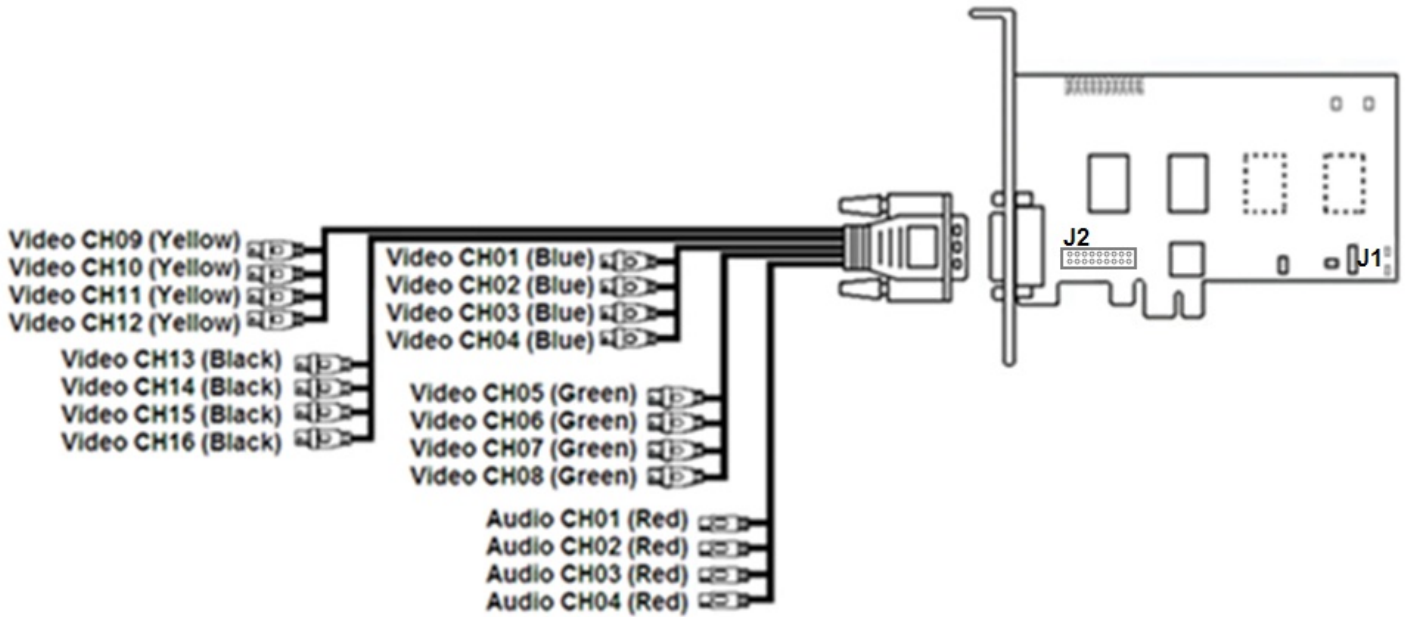 Video CH09 (Yellow)
Video CH10 (Yellow)
Video CH11 (Yellow)
Video CH12 (Yellow)
Video CH13 (Black)
Video CH14 (Black)
Video CH15 (Black)
Video CH16 (Black)
Video CH01 (Blue)
Video CH02 (Blue)
Video CH03 (Blue)
Video CH04 (Blue)
Video CH05 (Green)
Video CH06 (Green)
Video CH07 (Green)
Video CH08 (Green)
Audio CH01 (Red)
Audio CH02 (Red)
Audio CH03 (Red)
Audio CH04 (Red)
J2
J1